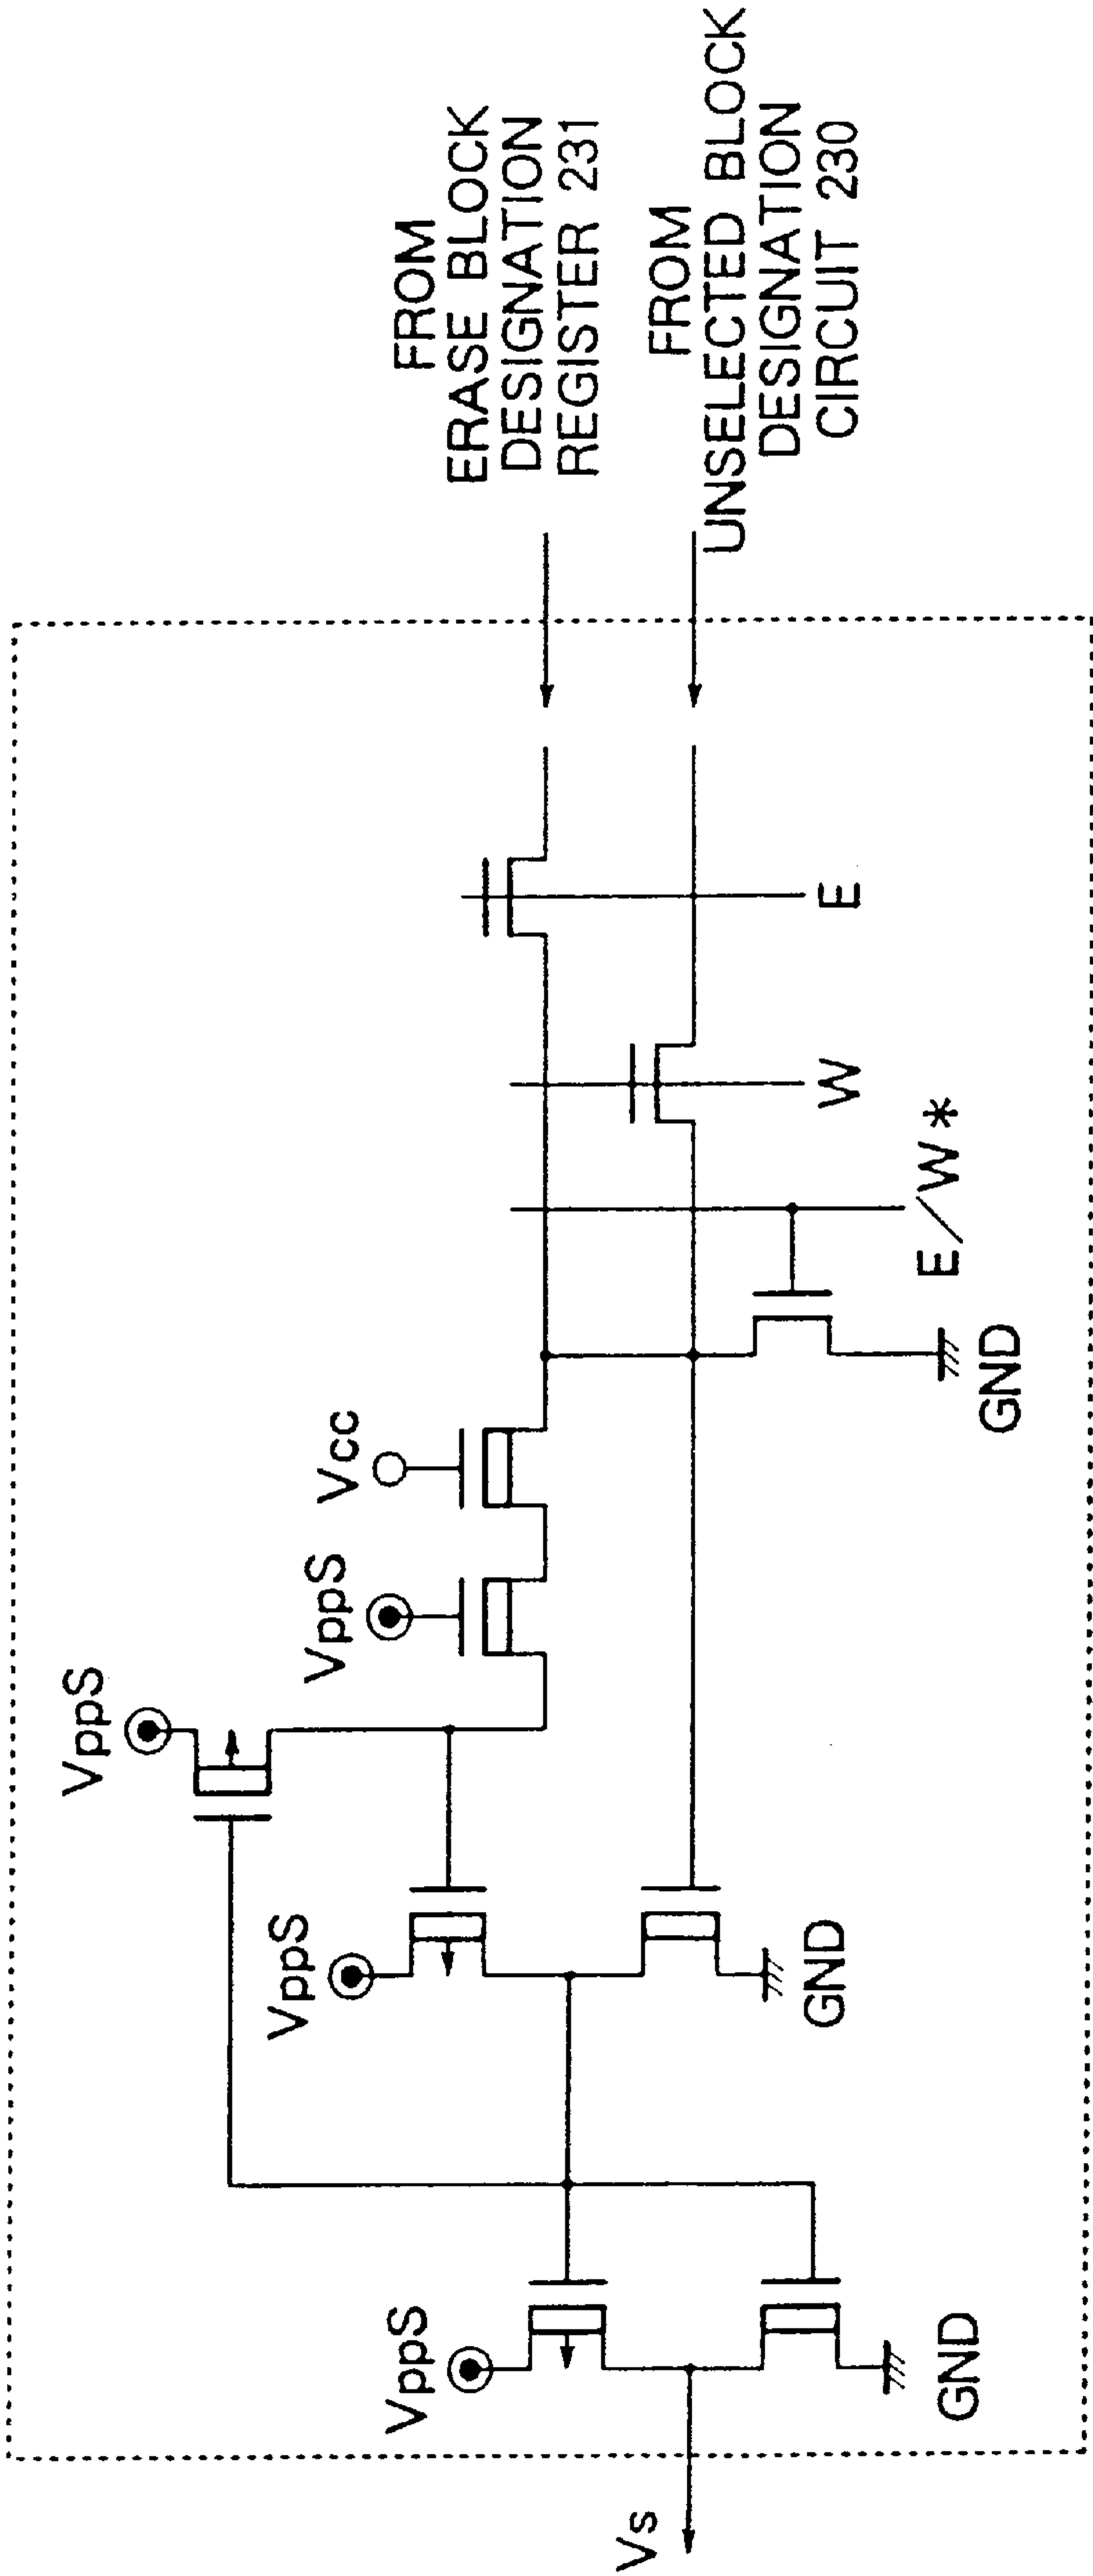 FROM
ERASE BLOCK
DESIGNATION
REGISTER 231
FROM
UNSELECTED BLOCK
DESIGNATION
CIRCUIT 230
VppS
VppS
Vcc
VppS
VppS
E
W
E/W*
GND
GND
GND
Vs